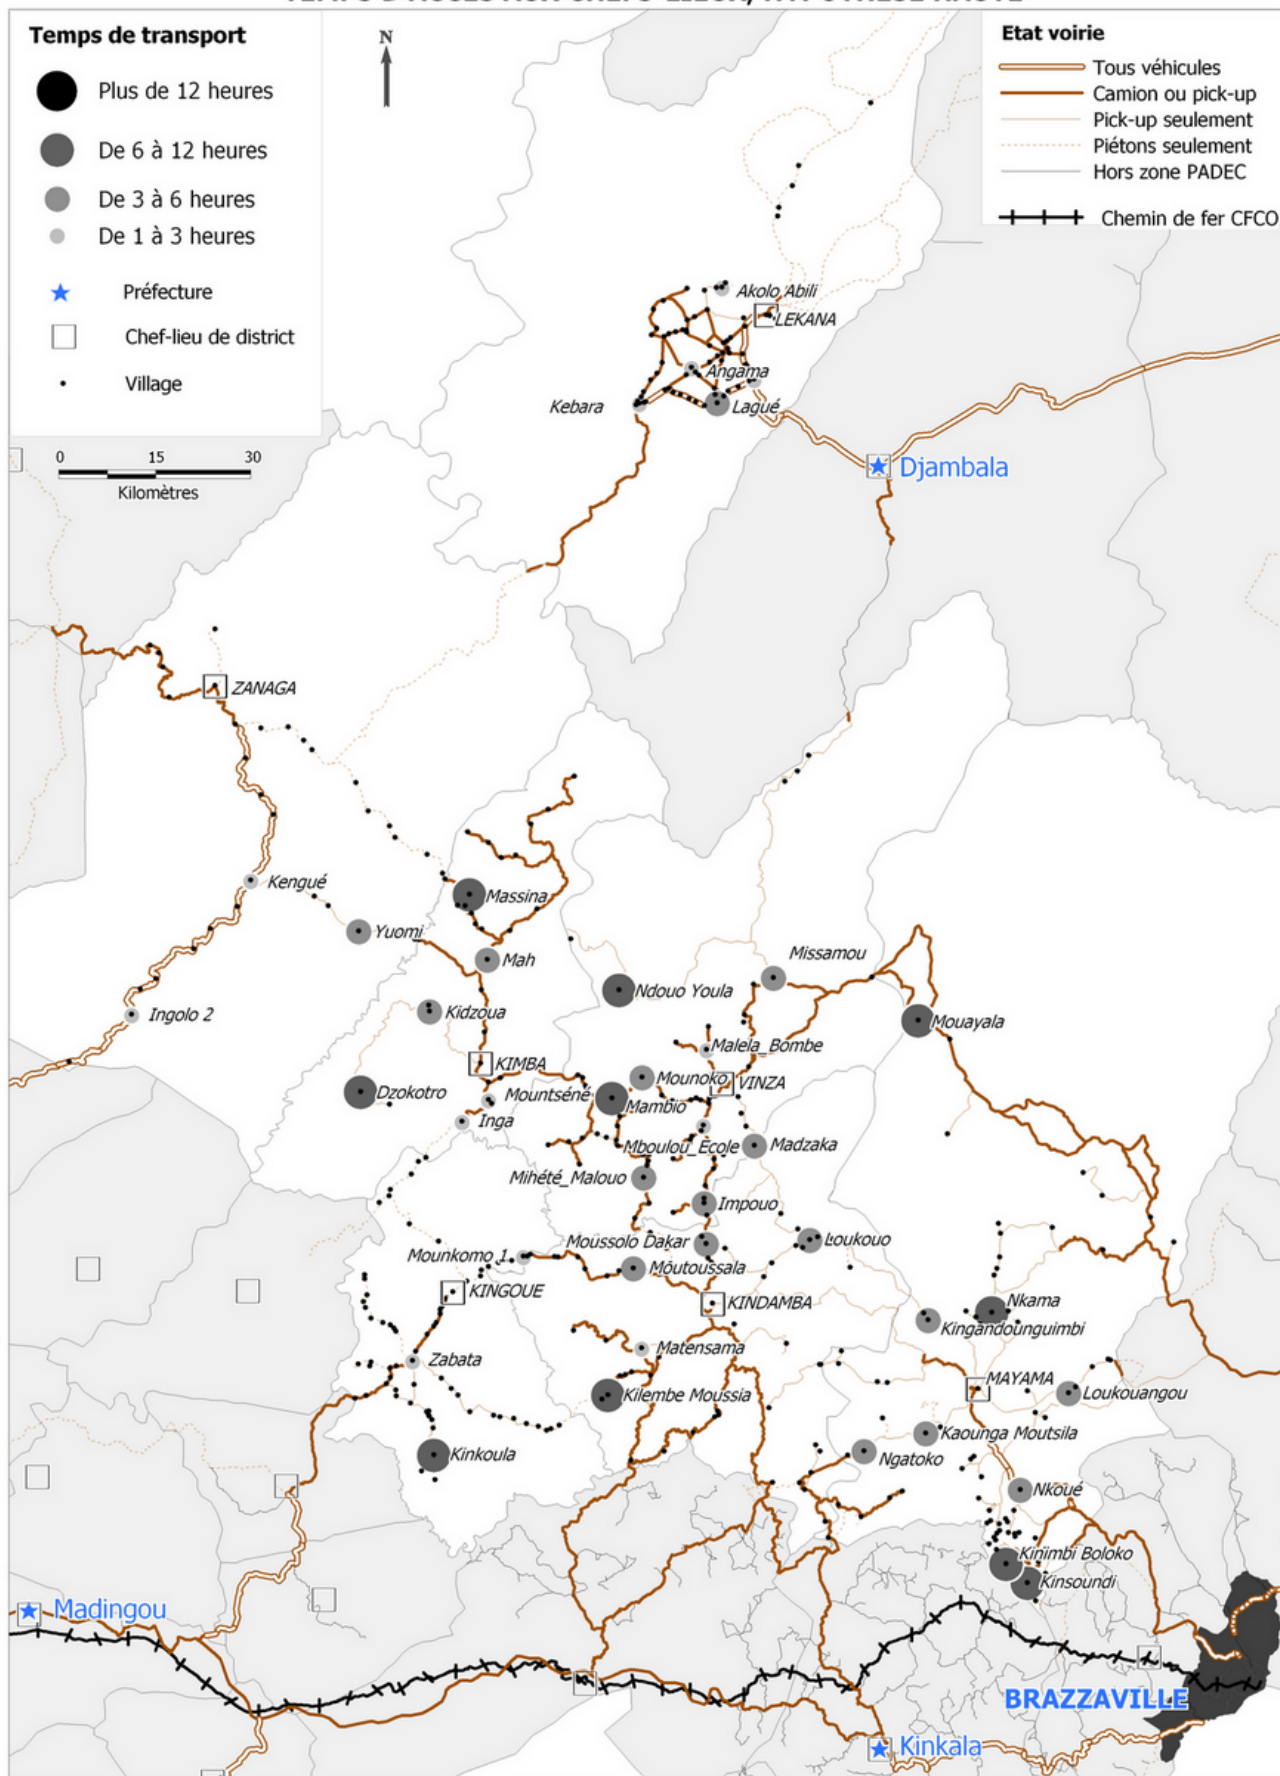 Temps de transport
Plus de 12 heures
De 6 à 12 heures
De 3 à 6 heures
De 1 à 3 heures
Préfecture
Chef-lieu de district
Village
0 15 30
Kilomètres
N
Etat voirie
Tous véhicules
Camion ou pick-up
Pick-up seulement
Piétons seulement
Hors zone PADEC
Chemin de fer CFCO
Akolo Abili
LEKANA
Angama
Kebara
Lagué
Djambala
ZANAGA
Kengué
Massina
Yuomi
Mah
Missamou
Ndouo Youla
Kidzoua
Ingolo 2
Mouayala
Malela_Bombe
KIMBA
Mounoko
VINZA
Dzokotro
Mountséné
Mambio
Inga
Mboulou_Ecole
Madzaka
Mihété_Malouo
Impouo
Moussolo Dakar
Loukouo
Mounkomo 1
Moutoussala
KINGOUE
KINDAMBA
Nkama
Kingandounguimbi
Matensama
Zabata
MAYAMA
Kilembe Moussia
Loukouangou
Kaounga Moutsila
Kinkoula
Ngatoko
Nkoué
Kinimbi Boloko
Kinsoundi
Madingou
BRAZZAVILLE
Kinkala